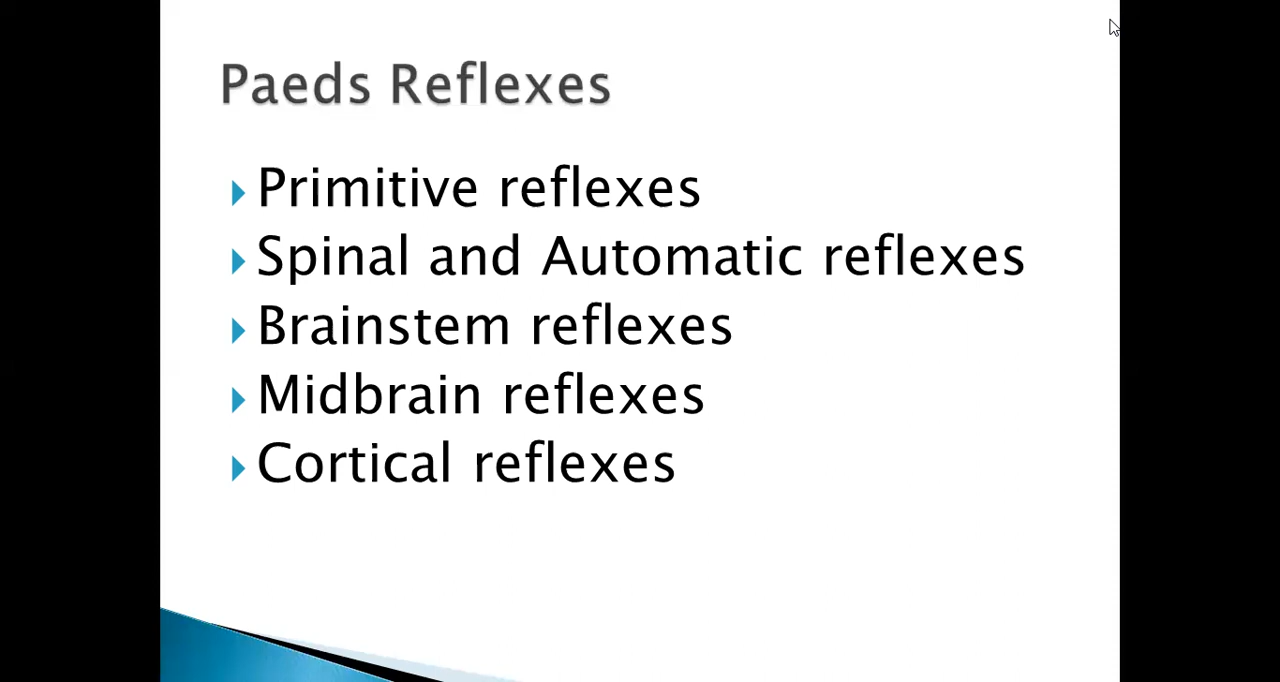 Paeds Reflexes
Primitive reflexes
Spinal and Automatic reflexes
Brainstem reflexes
Midbrain reflexes
Cortical reflexes